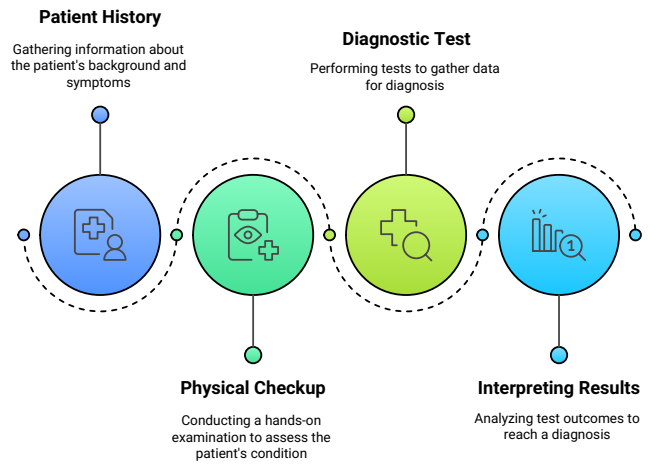 Patient History
Gathering information about
the patient's background and
symptoms
Diagnostic Test
Performing tests to gather data
for diagnosis
1
Physical Checkup
Conducting a hands-on
examination to assess the
patient's condition
Interpreting Results
Analyzing test outcomes to
reach a diagnosis